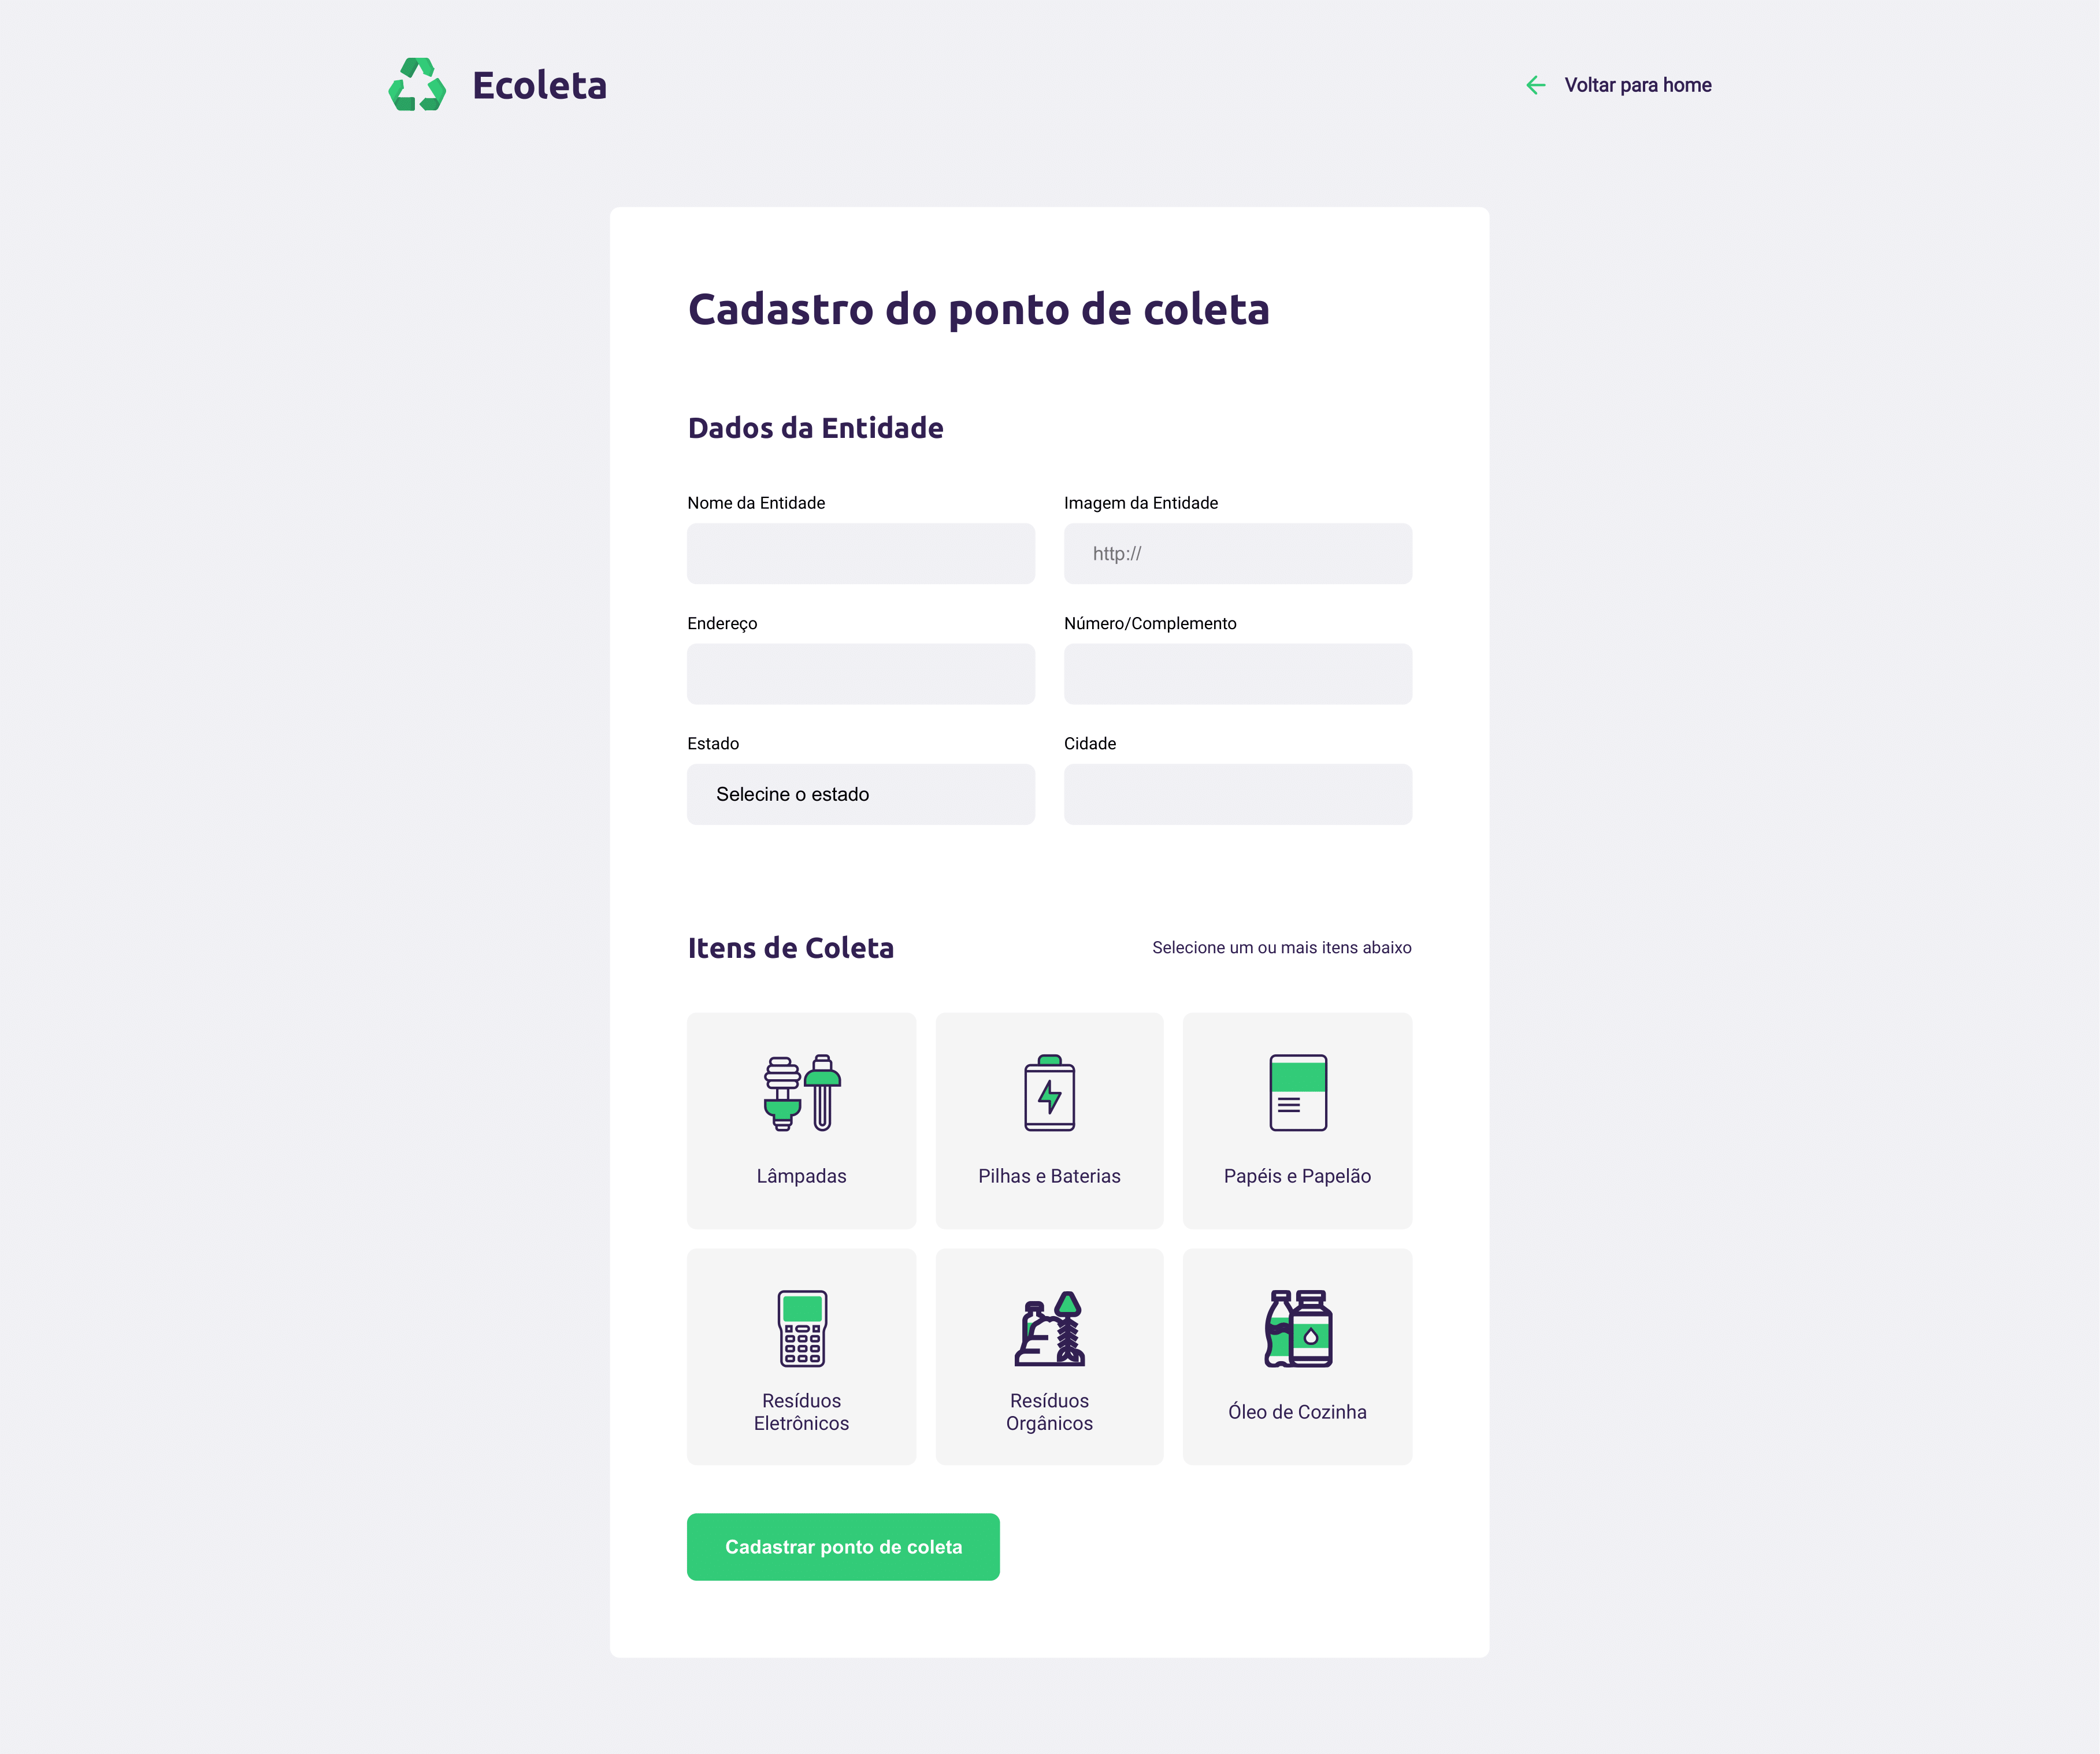 Ecoleta
Voltar para home
Cadastro do ponto de coleta
Dados da Entidade
Nome da Entidade
Imagem da Entidade
http://
Endereço
Número/Complemento
Estado
Cidade
Selecine o estado
Itens de Coleta
Selecione um ou mais itens abaixo
Lâmpadas
Pilhas e Baterias
Papéis e Papelão
Resíduos
Eletrônicos
Resíduos
Orgânicos
Óleo de Cozinha
Cadastrar ponto de coleta